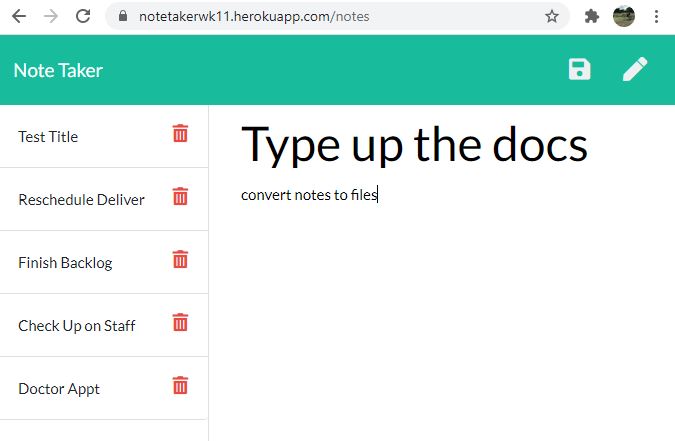 notetakerwk11.herokuapp.com/notes
Note Taker
Test Title
Reschedule Deliver
Finish Backlog
Check Up on Staff
Doctor Appt
Type up the docs
convert notes to files